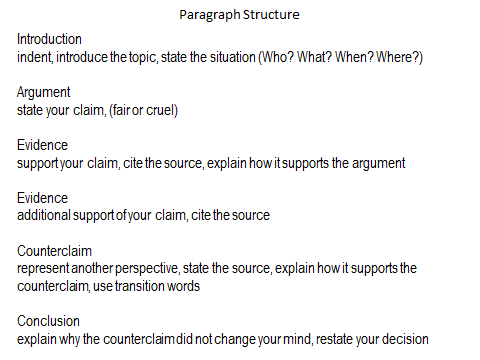 Paragraph Structure
Introduction
indent, introduce the topic, state the situation (Who? What? When? Where?)
Argument
state your claim, (fair or cruel)
Evidence
support your claim, cite the source, explain how it supports the argument
Evidence
additional support of your claim, cite the source
Counterclaim
represent another perspective, state the source, explain how it supports the
counterclaim, use transition words
Conclusion
explain why the counterclaim did not change your mind, restate your decision